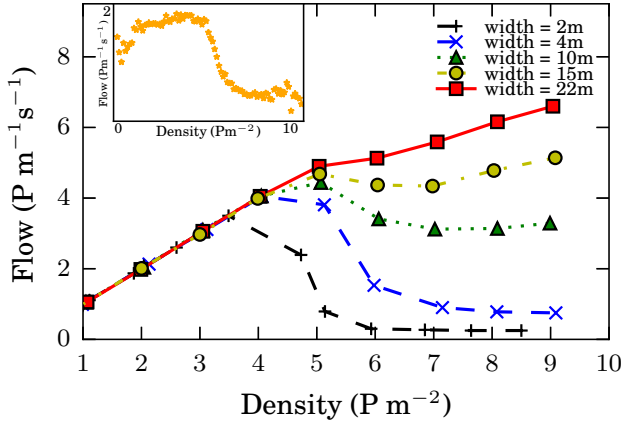 8
6
4
2
0
Flow (P m⁻¹s⁻¹)
1
2
3
4
5
6
7
8
9
10
Density (P m⁻²)
2
Flow (Pm⁻¹s⁻¹)
0
10
Density (Pm⁻²)
width = 2m
width = 4m
width = 10m
width = 15m
width = 22m